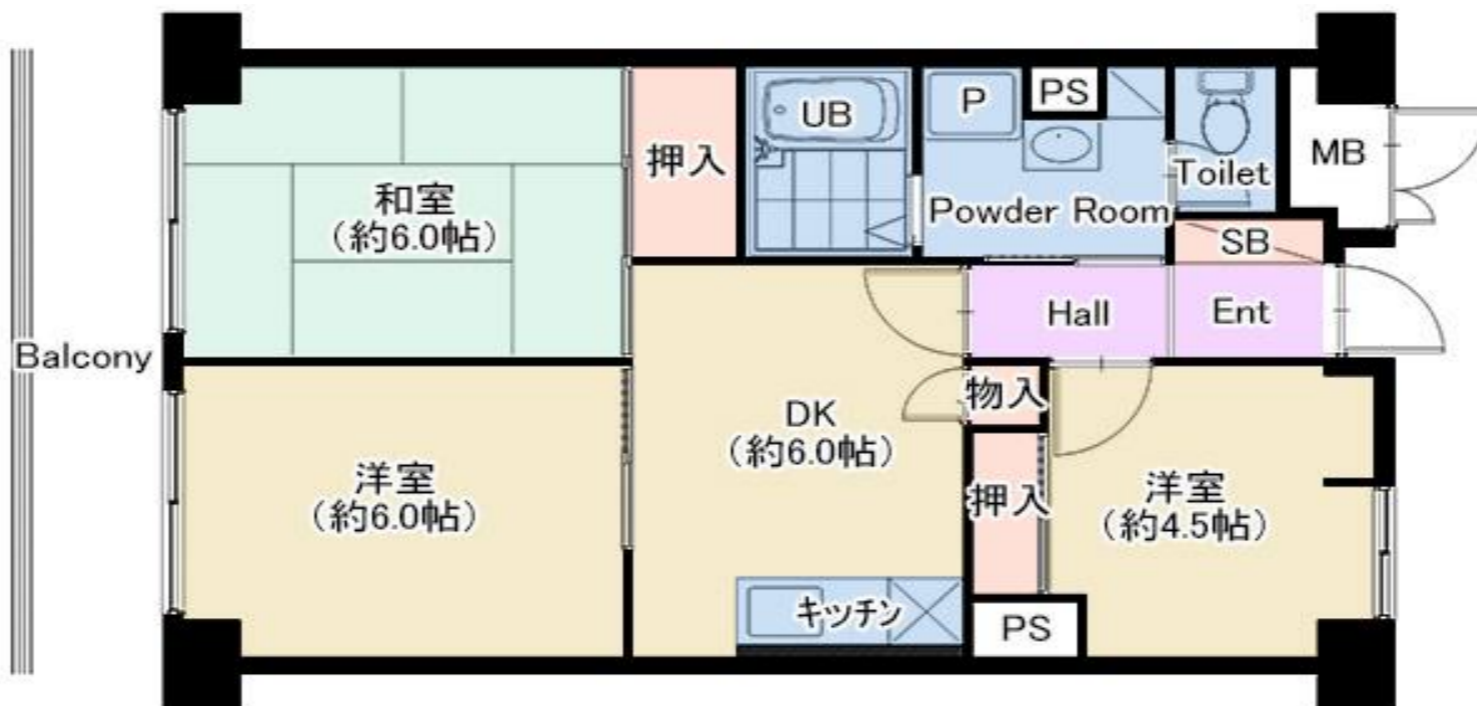 UB
P
PS
押入
MB
Toilet
和室
(約6.0帖)
Powder Room
SB
Hall
Ent
Balcony
物入
DK
(約6.0帖)
洋室
(約6.0帖)
押入
洋室
(約4.5帖)
キッチン
PS